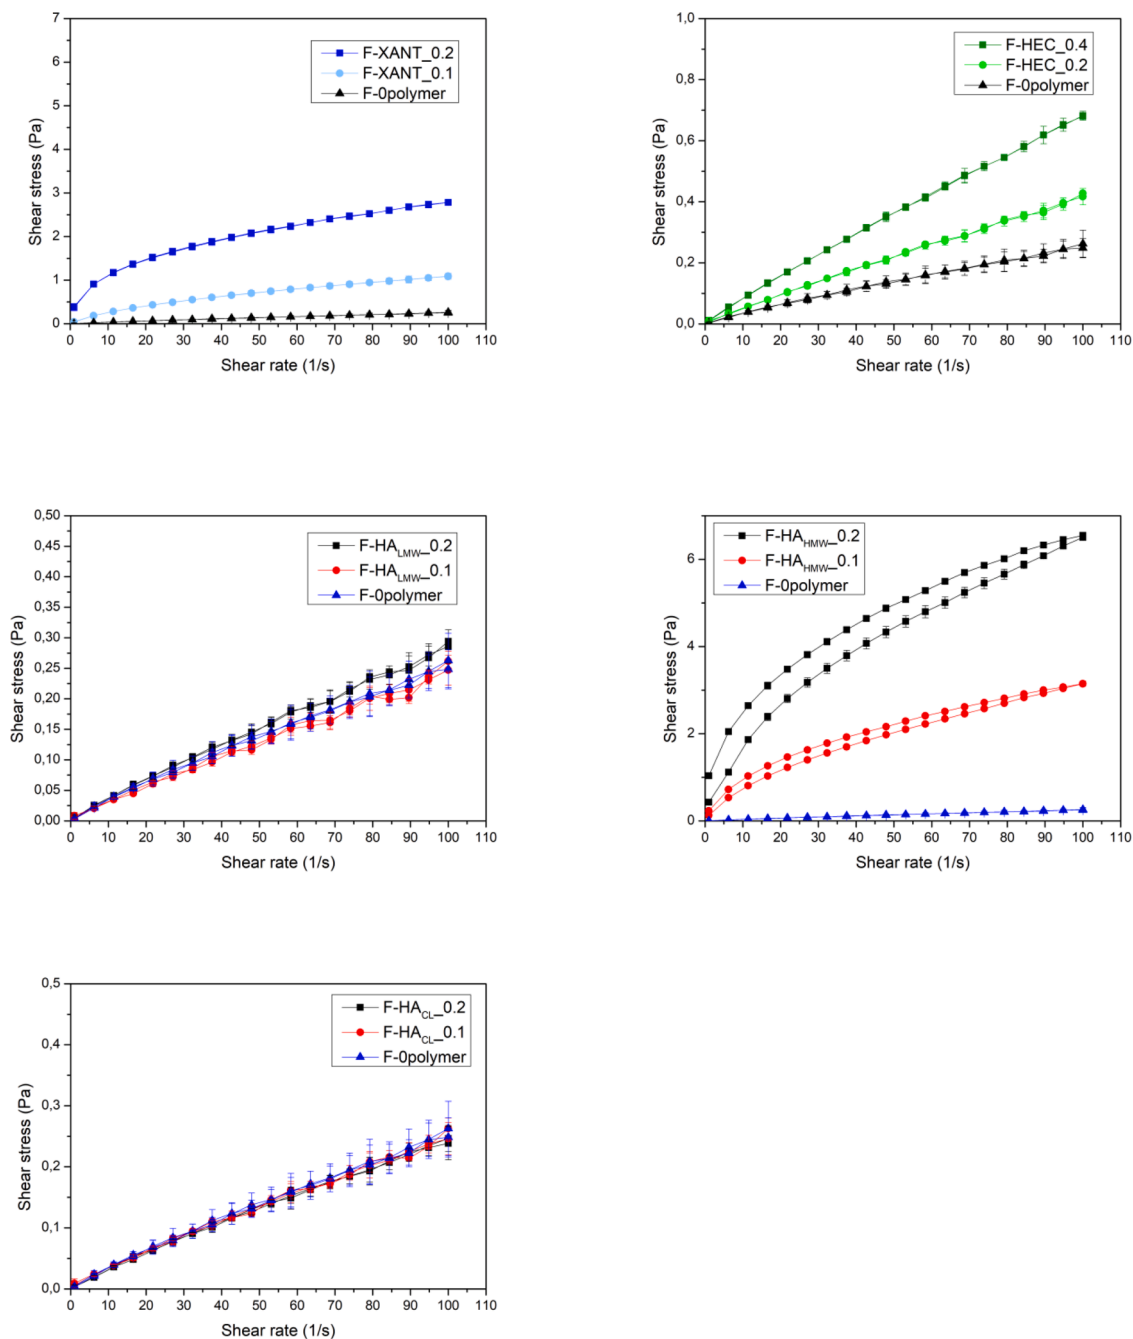 7
6
5
4
3
2
1
0
Shear stress (Pa)
F-XANT_0.2
F-XANT_0.1
F-0polymer
0 10 20 30 40 50 60 70 80 90 100 110
Shear rate (1/s)
1,0
0,8
0,6
0,4
0,2
0,0
Shear stress (Pa)
F-HEC_0.4
F-HEC_0.2
F-0polymer
0 10 20 30 40 50 60 70 80 90 100 110
Shear rate (1/s)
0,50
0,45
0,40
0,35
0,30
0,25
0,20
0,15
0,10
0,05
0,00
Shear stress (Pa)
F-HALMW_0.2
F-HALMW_0.1
F-0polymer
0 10 20 30 40 50 60 70 80 90 100 110
Shear rate (1/s)
6
4
2
0
Shear stress (Pa)
F-HAHMW_0.2
F-HAHMW_0.1
F-0polymer
0 10 20 30 40 50 60 70 80 90 100 110
Shear rate (1/s)
0,5
0,4
0,3
0,2
0,1
0,0
Shear stress (Pa)
F-HACL_0.2
F-HACL_0.1
F-0polymer
0 10 20 30 40 50 60 70 80 90 100 110
Shear rate (1/s)